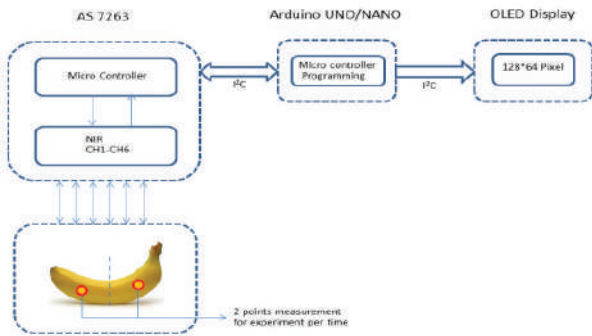 AS 7263
Arduino UNO/NANO
OLED Display
Micro Controller
Micro controller
Programming
128*64 Pixel
I²C
I²C
NIR
CH1-CH6
2 points measurement
for experiment per time